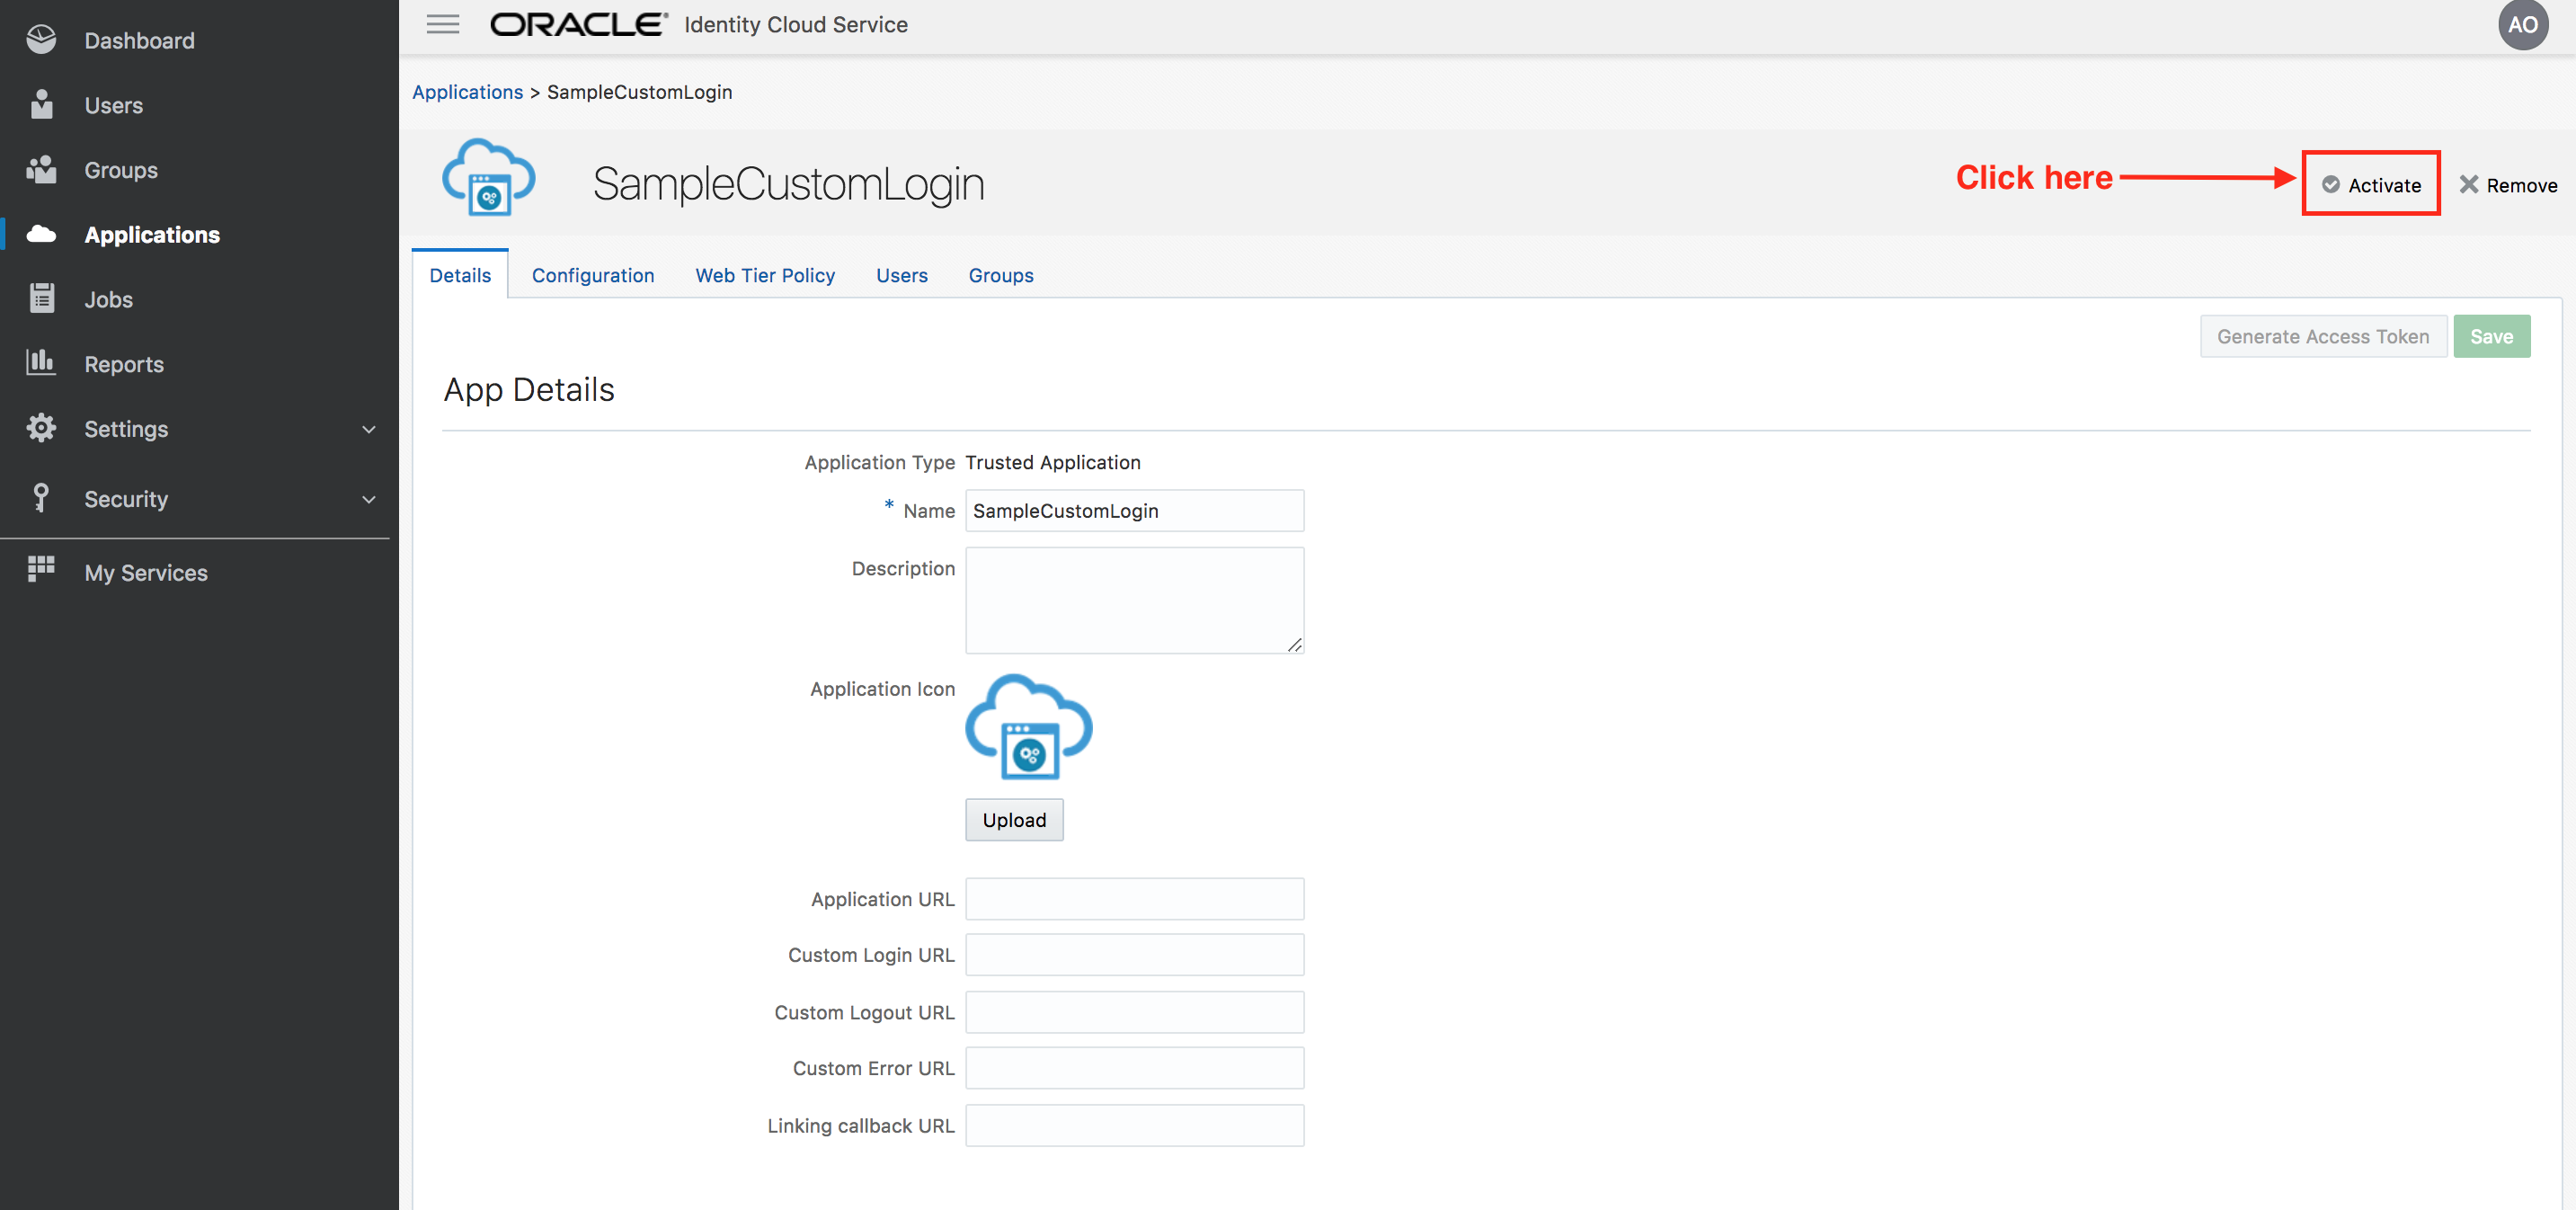 Dashboard
Users
Groups
Applications
Jobs
Reports
Settings
Security
My Services
ORACLE® Identity Cloud Service
AO
Applications > SampleCustomLogin
SampleCustomLogin
Click here
Activate
Remove
Details Configuration Web Tier Policy Users Groups
Generate Access Token Save
App Details
Application Type Trusted Application
* Name SampleCustomLogin
Description
Application Icon
Upload
Application URL
Custom Login URL
Custom Logout URL
Custom Error URL
Linking callback URL